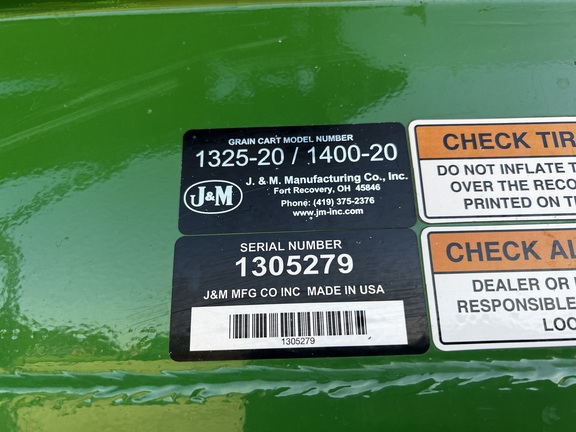 GRAIN CART MODEL NUMBER
1325-20 / 1400-20
J&M
J. & M. Manufacturing Co., Inc.
Fort Recovery, OH 45846
Phone: (419) 375-2376
www.jm-inc.com
SERIAL NUMBER
1305279
J&M MFG CO INC MADE IN USA
1305279
CHECK TIR
DO NOT INFLATE T
OVER THE RECO
PRINTED ON T
CHECK AL
DEALER OR
RESPONSIBLE
LOC